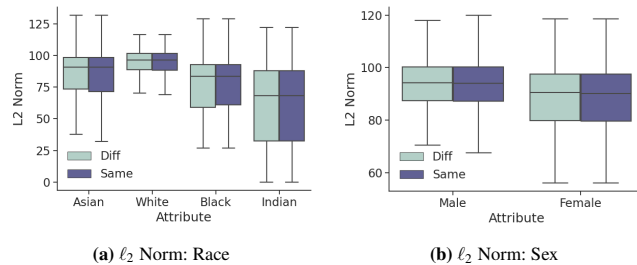 L2 Norm
125
100
75
50
25
0
Diff
Same
Asian
White
Black
Indian
Attribute
(a) ℓ₂ Norm: Race
L2 Norm
120
100
80
60
Diff
Same
Male
Female
Attribute
(b) ℓ₂ Norm: Sex